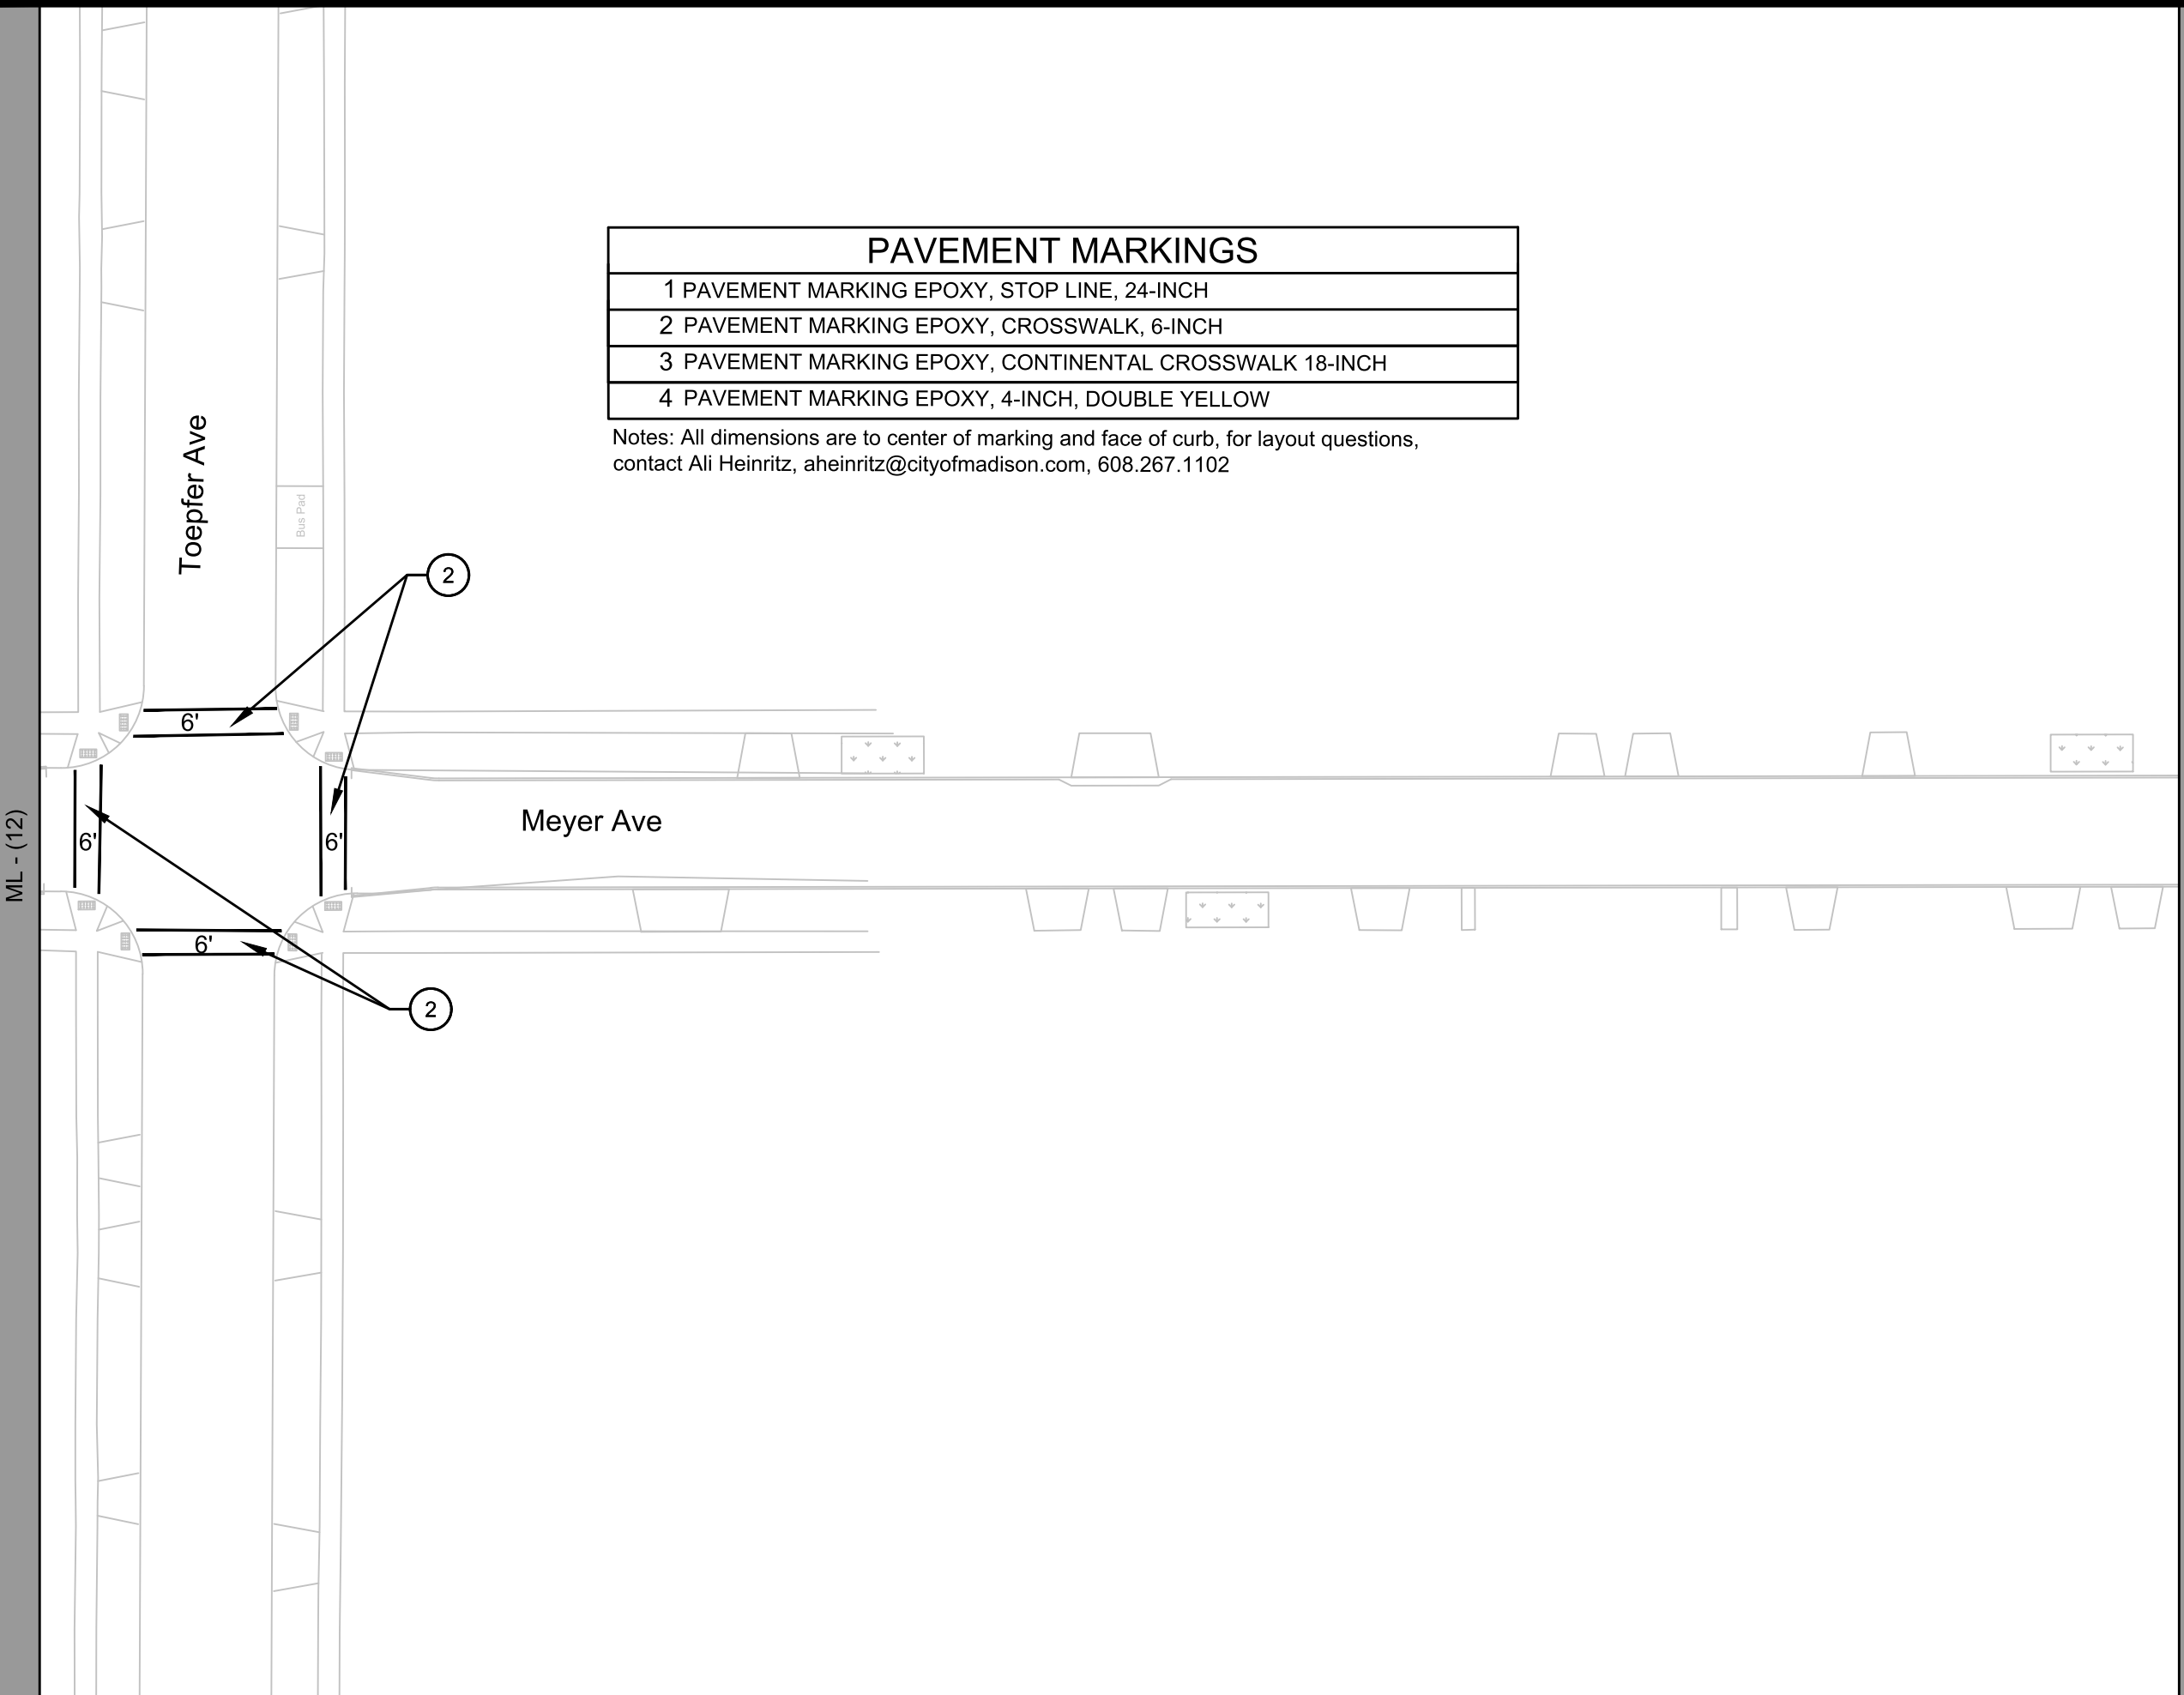 PAVEMENT MARKINGS
1 PAVEMENT MARKING EPOXY, STOP LINE, 24-INCH
2 PAVEMENT MARKING EPOXY, CROSSWALK, 6-INCH
3 PAVEMENT MARKING EPOXY, CONTINENTAL CROSSWALK 18-INCH
4 PAVEMENT MARKING EPOXY, 4-INCH, DOUBLE YELLOW
Notes: All dimensions are to center of marking and face of curb, for layout questions,
contact Ali Heinritz, aheinritz@cityofmadison.com, 608.267.1102
Toepfer Ave
Bus Pad
2
6'
Meyer Ave
6'
6'
ML - (12)
6'
2